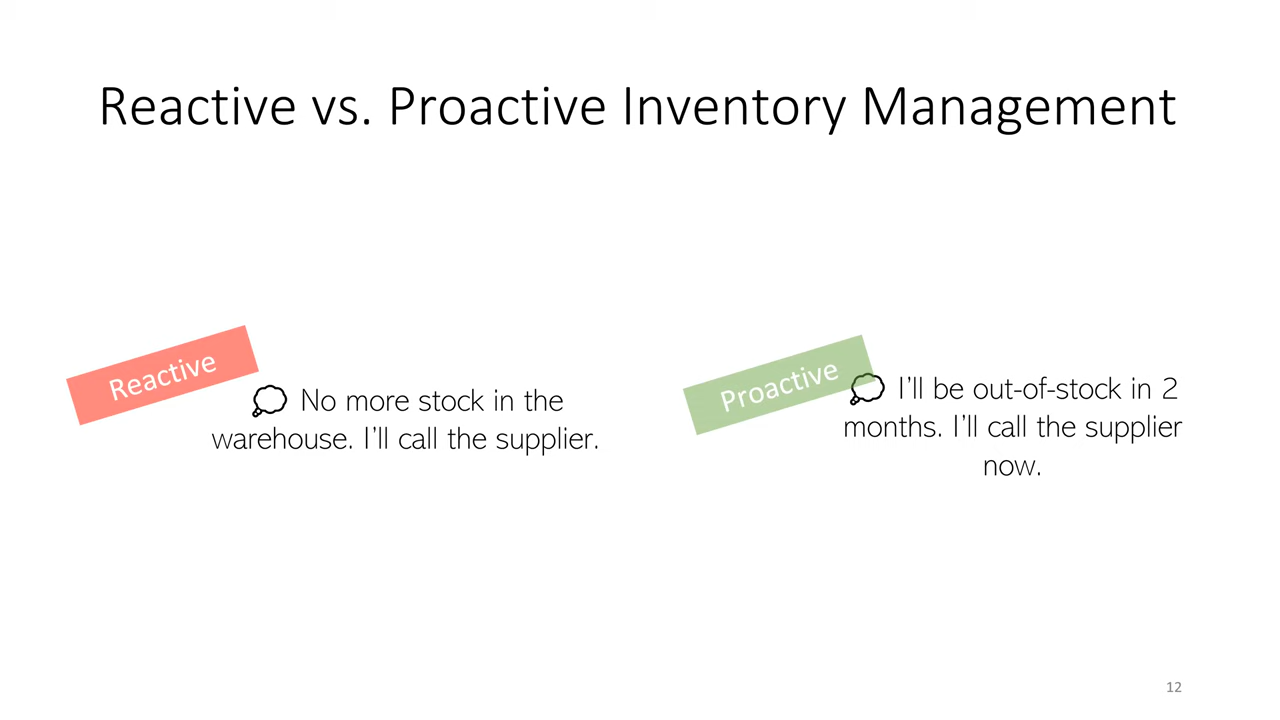 Reactive vs. Proactive Inventory Management
Reactive
💭 No more stock in the
warehouse. I’ll call the supplier.
Proactive
💭 I’ll be out-of-stock in 2
months. I’ll call the supplier
now.
12